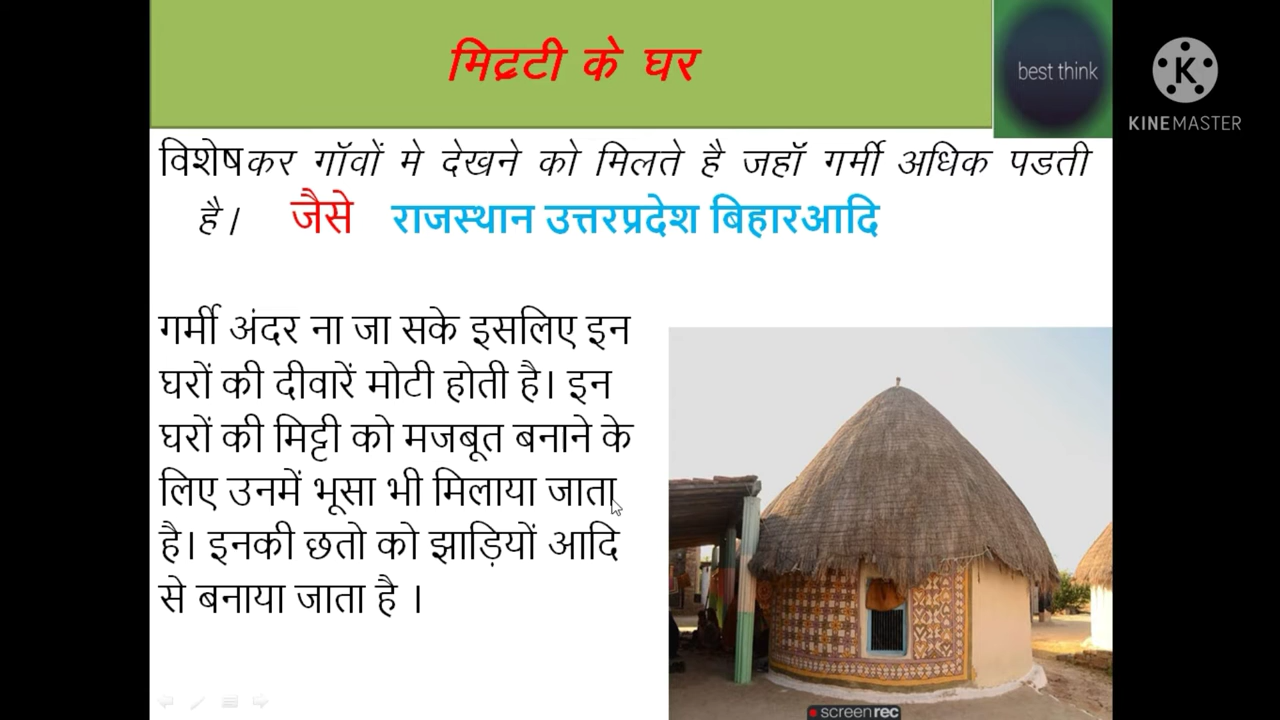 मिद्रटी के घर
best think
KINEMASTER
विशेषकर गॉवों मे देखने को मिलते है जहॉ गर्मी अधिक पडती
है। जैसे राजस्थान उत्तरप्रदेश बिहारआदि
गर्मी अंदर ना जा सके इसलिए इन
घरों की दीवारें मोटी होती है। इन
घरों की मिट्टी को मजबूत बनाने के
लिए उनमें भूसा भी मिलाया जाता
है। इनकी छतो को झाड़ियों आदि
से बनाया जाता है ।
screenrec